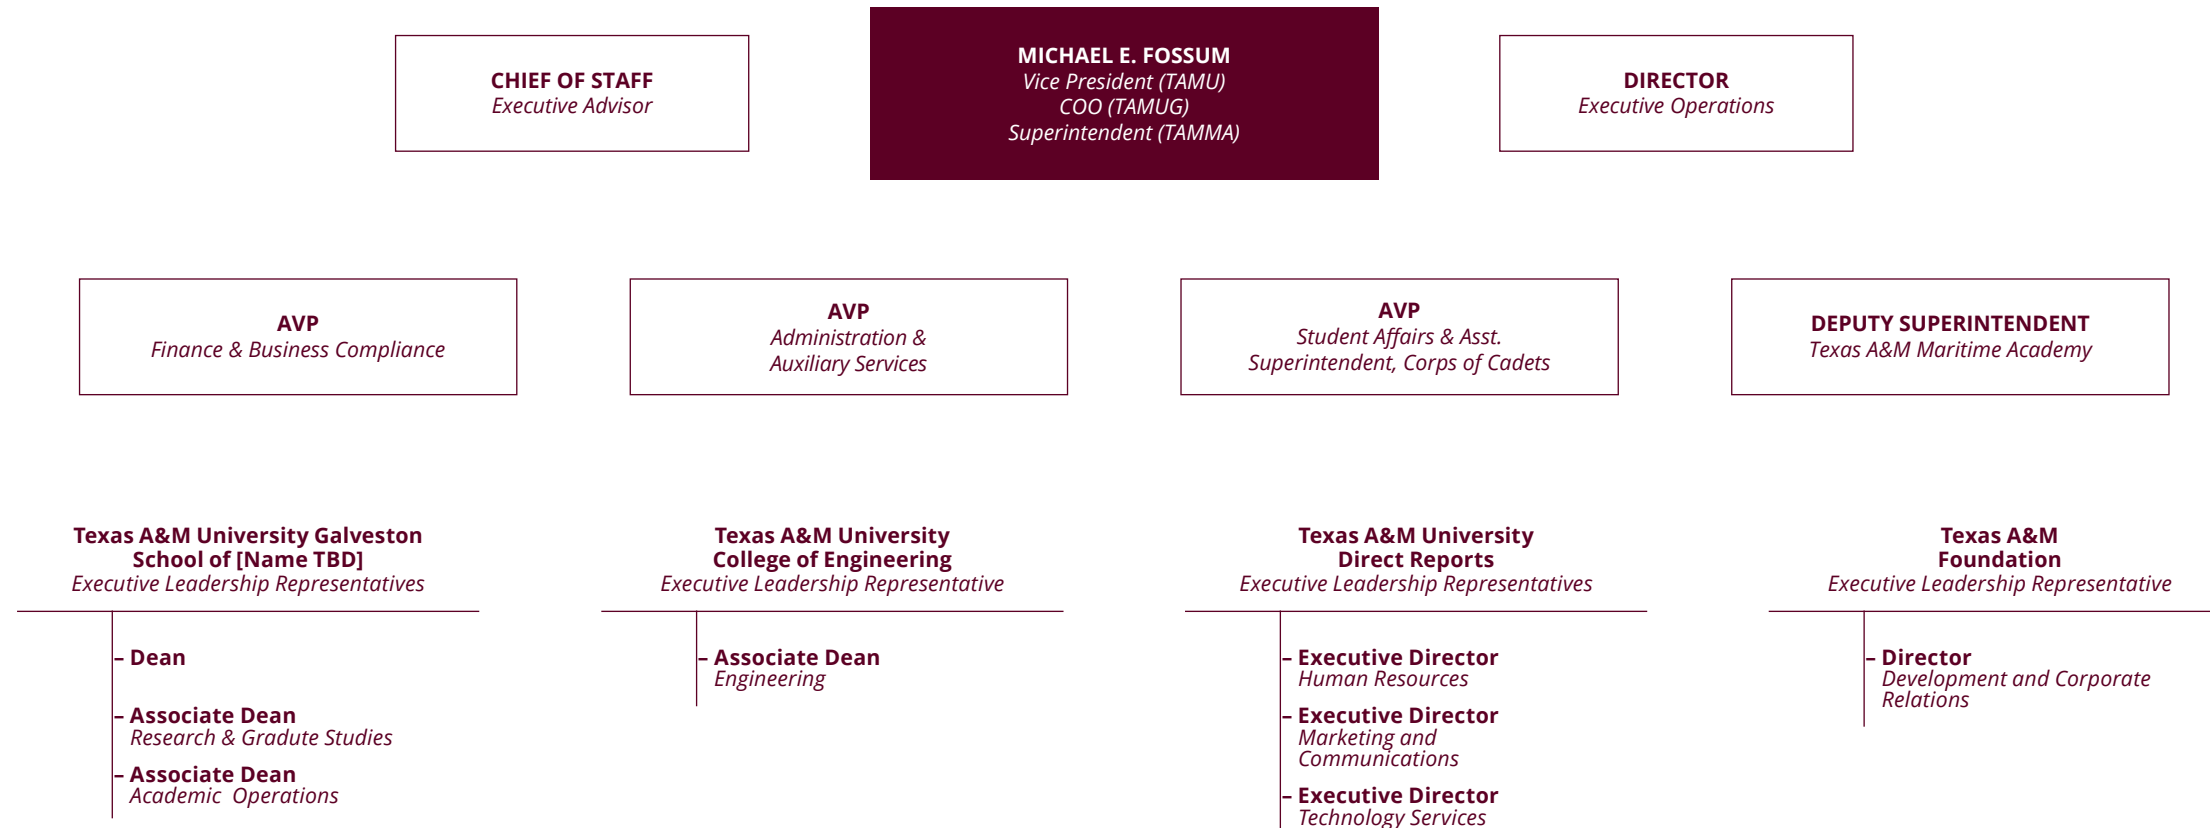 CHIEF OF STAFF
Executive Advisor
MICHAEL E. FOSSUM
Vice President (TAMU)
COO (TAMUG)
Superintendent (TAMMA)
DIRECTOR
Executive Operations
AVP
Finance & Business Compliance
AVP
Administration &
Auxiliary Services
AVP
Student Affairs & Asst.
Superintendent, Corps of Cadets
DEPUTY SUPERINTENDENT
Texas A&M Maritime Academy
Texas A&M University Galveston
School of [Name TBD]
Executive Leadership Representatives
– Dean
– Associate Dean
Research & Gradute Studies
– Associate Dean
Academic Operations
Texas A&M University
College of Engineering
Executive Leadership Representative
– Associate Dean
Engineering
Texas A&M University
Direct Reports
Executive Leadership Representatives
– Executive Director
Human Resources
– Executive Director
Marketing and
Communications
– Executive Director
Technology Services
Texas A&M
Foundation
Executive Leadership Representative
– Director
Development and Corporate
Relations